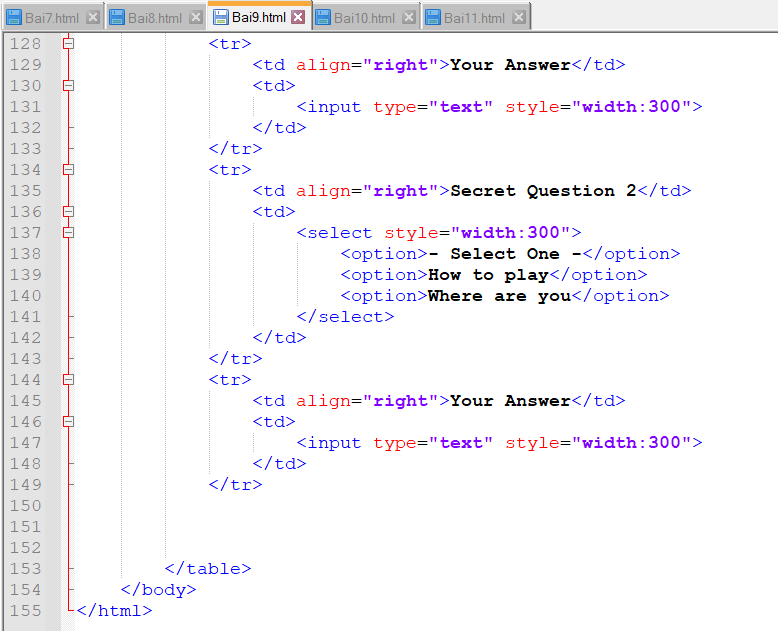 Bai7.html Bai8.html Bai9.html Bai10.html Bai11.html
128 <tr>
129 <td align="right">Your Answer</td>
130 <td>
131 <input type="text" style="width:300">
132 </td>
133 </tr>
134 <tr>
135 <td align="right">Secret Question 2</td>
136 <td>
137 <select style="width:300">
138 <option>- Select One -</option>
139 <option>How to play</option>
140 <option>Where are you</option>
141 </select>
142 </td>
143 </tr>
144 <tr>
145 <td align="right">Your Answer</td>
146 <td>
147 <input type="text" style="width:300">
148 </td>
149 </tr>
150
151
152
153 </table>
154 </body>
155 </html>